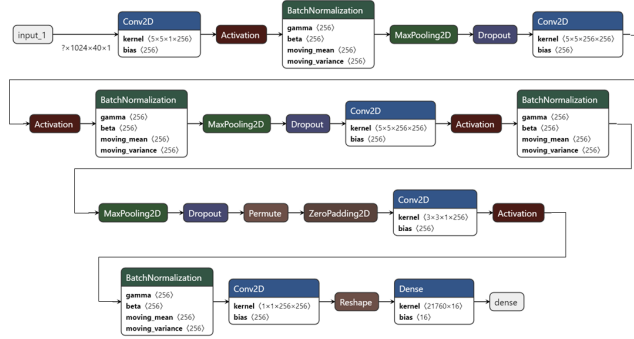 input_1
?×1024×40×1
Conv2D
kernel ⟨5×5×1×256⟩
bias ⟨256⟩
Activation
BatchNormalization
gamma ⟨256⟩
beta ⟨256⟩
moving_mean ⟨256⟩
moving_variance ⟨256⟩
MaxPooling2D
Dropout
Conv2D
kernel ⟨5×5×256×256⟩
bias ⟨256⟩
Activation
BatchNormalization
gamma ⟨256⟩
beta ⟨256⟩
moving_mean ⟨256⟩
moving_variance ⟨256⟩
MaxPooling2D
Dropout
Conv2D
kernel ⟨5×5×256×256⟩
bias ⟨256⟩
Activation
BatchNormalization
gamma ⟨256⟩
beta ⟨256⟩
moving_mean ⟨256⟩
moving_variance ⟨256⟩
MaxPooling2D
Dropout
Permute
ZeroPadding2D
Conv2D
kernel ⟨3×3×1×256⟩
bias ⟨256⟩
Activation
BatchNormalization
gamma ⟨256⟩
beta ⟨256⟩
moving_mean ⟨256⟩
moving_variance ⟨256⟩
Conv2D
kernel ⟨1×1×256×256⟩
bias ⟨256⟩
Reshape
Dense
kernel ⟨21760×16⟩
bias ⟨16⟩
dense